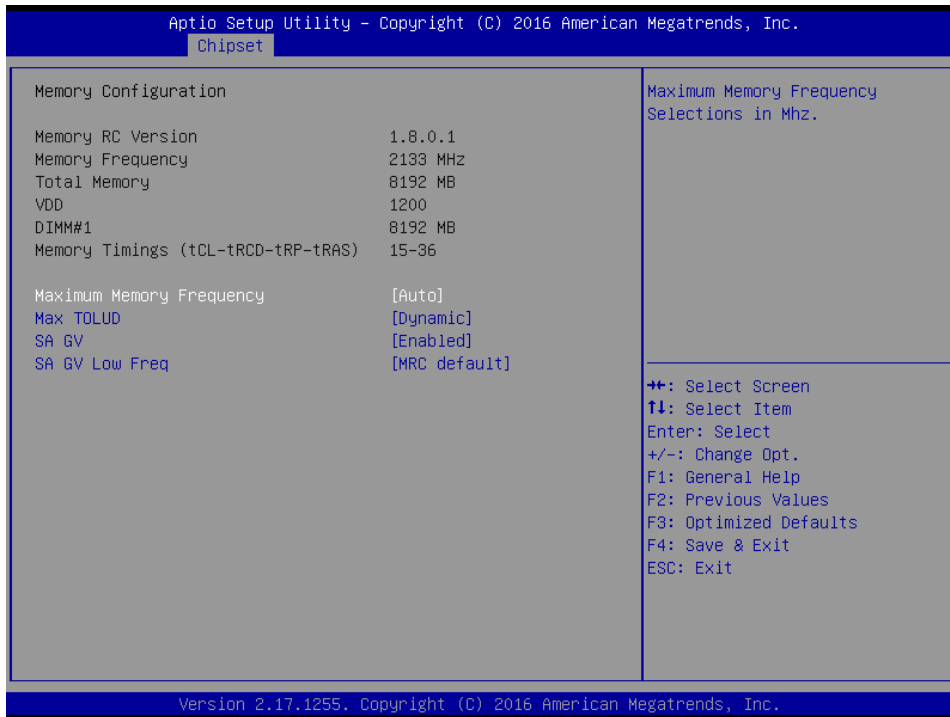 Aptio Setup Utility – Copyright (C) 2016 American Megatrends, Inc.
Chipset
Memory Configuration
Memory RC Version 1.8.0.1
Memory Frequency 2133 MHz
Total Memory 8192 MB
VDD 1200
DIMM#1 8192 MB
Memory Timings (tCL-tRCD-tRP-tRAS) 15-36
Maximum Memory Frequency [Auto]
Max TOLUD [Dynamic]
SA GV [Enabled]
SA GV Low Freq [MRC default]
Maximum Memory Frequency
Selections in Mhz.
→←: Select Screen
↑↓: Select Item
Enter: Select
+/-: Change Opt.
F1: General Help
F2: Previous Values
F3: Optimized Defaults
F4: Save & Exit
ESC: Exit
Version 2.17.1255. Copyright (C) 2016 American Megatrends, Inc.